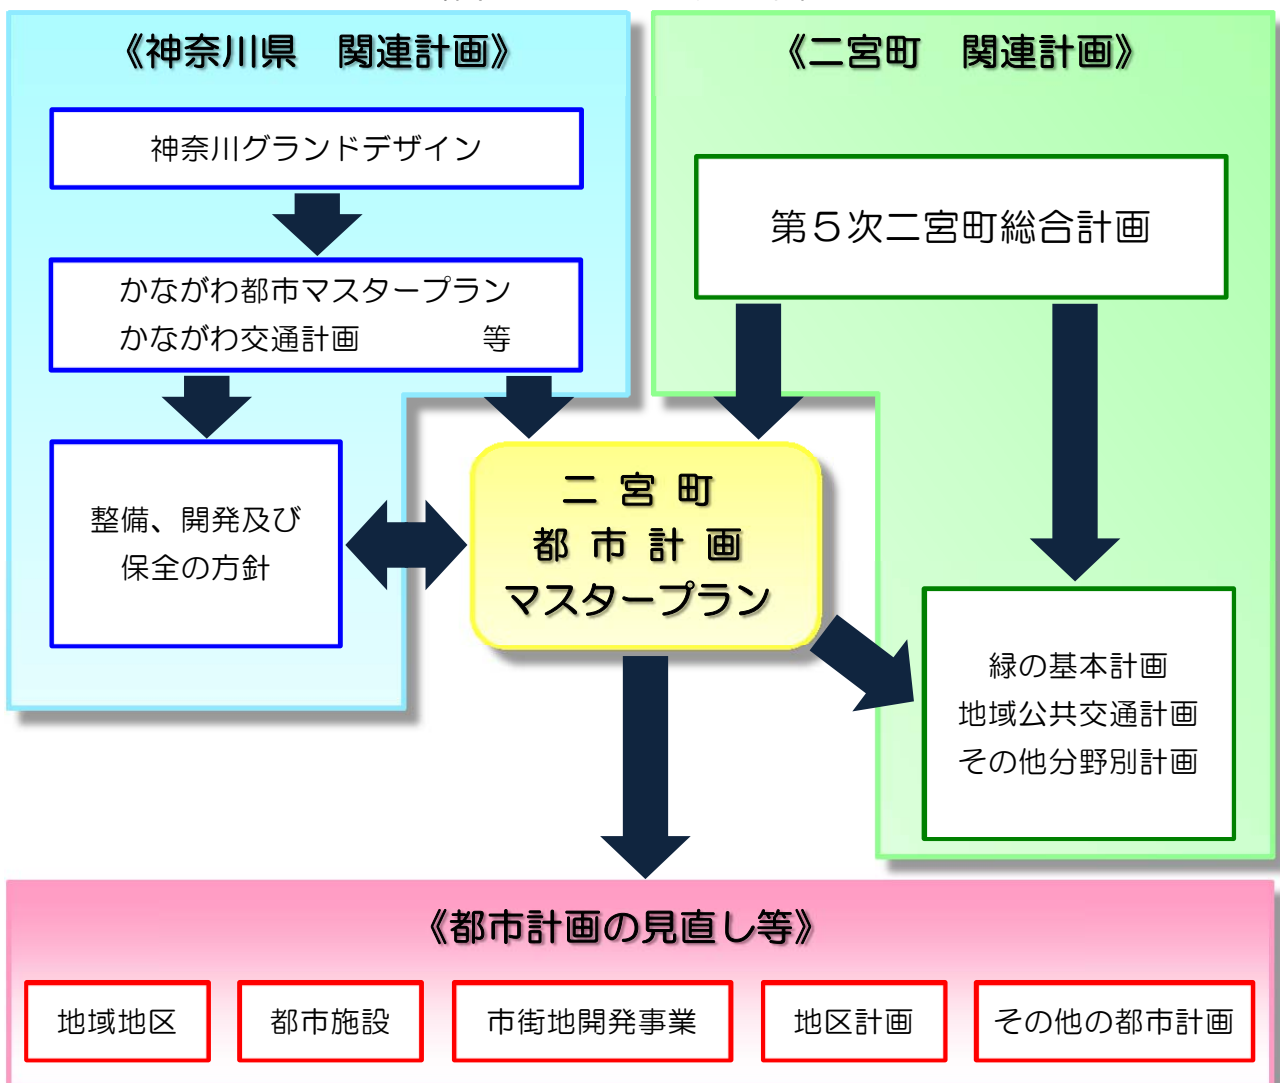 《神奈川県　関連計画》
神奈川グランドデザイン
かながわ都市マスタープラン
かながわ交通計画　　　　等
整備、開発及び
保全の方針
《二宮町　関連計画》
第５次二宮町総合計画
二 宮 町
都 市 計 画
マスタープラン
緑の基本計画
地域公共交通計画
その他分野別計画
《都市計画の見直し等》
地域地区
都市施設
市街地開発事業
地区計画
その他の都市計画